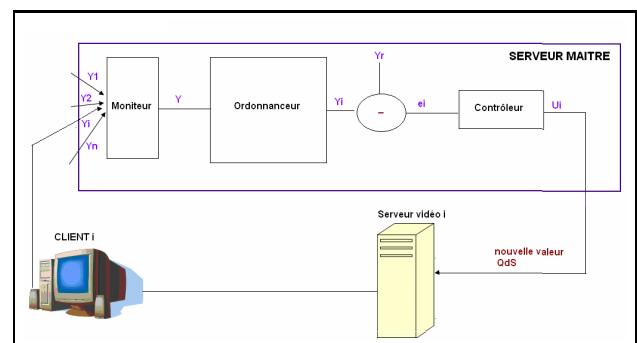 SERVEUR MAITRE
Yr
Y1
Y2
Yi
Yn
Moniteur
Y
Ordonnanceur
Yi
-
ei
Contrôleur
Ui
CLIENT i
Serveur vidéo i
nouvelle valeur
QdS